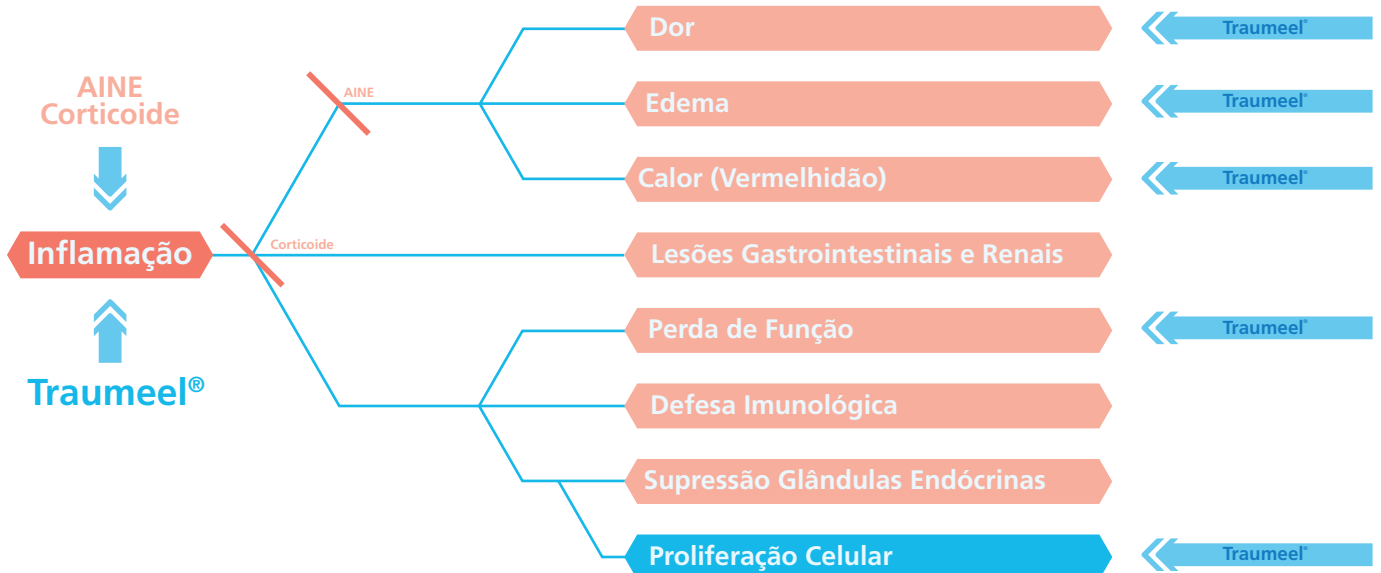 Dor
Traumeel®
AINE
Corticoide
AINE
Edema
Traumeel®
Calor (Vermelhidão)
Traumeel®
Inflamação
Corticoide
Lesões Gastrointestinais e Renais
Perda de Função
Traumeel®
Traumeel®
Defesa Imunológica
Supressão Glândulas Endócrinas
Proliferação Celular
Traumeel®